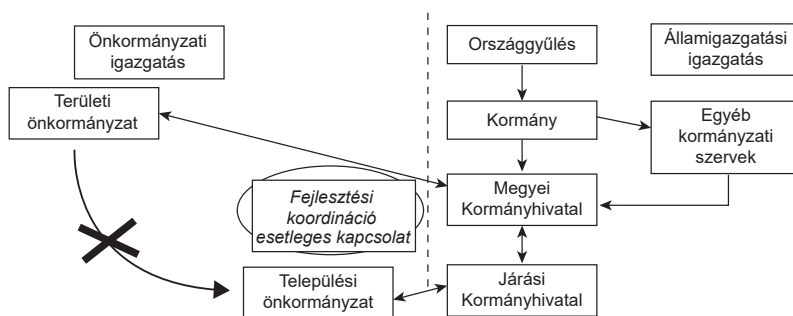 Önkormányzati
igazgatás
Országgyűlés
Államigazgatási
igazgatás
Területi
önkormányzat
Kormány
Egyéb
kormányzati
szervek
Fejlesztési
koordináció
esetleges kapcsolat
Megyei
Kormányhivatal
Települési
önkormányzat
Járási
Kormányhivatal